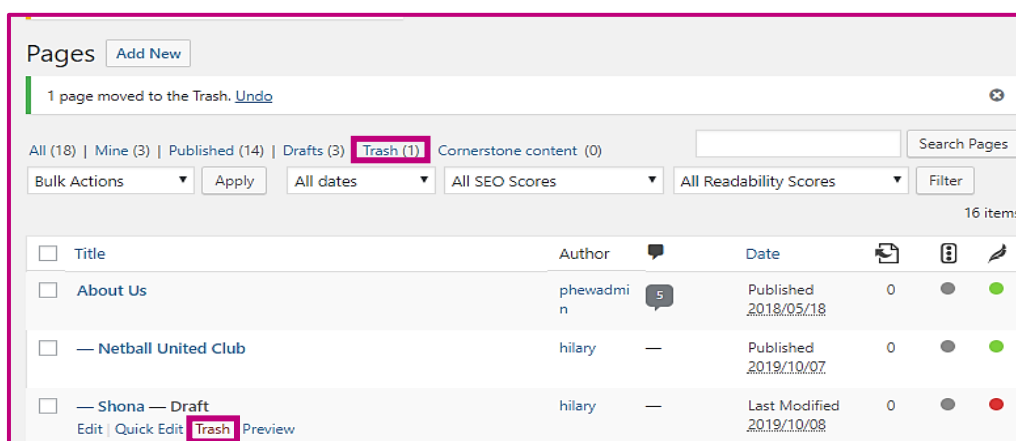 Pages Add New
1 page moved to the Trash. Undo
All (18) | Mine (3) | Published (14) | Drafts (3) Trash (1) Cornerstone content (0)
Search Pages
Bulk Actions Apply All dates All SEO Scores All Readability Scores Filter
16 items
Title Author Date
About Us phewadmi 5 Published 0
n 2018/05/18
— Netball United Club hilary — Published 0
2019/10/07
— Shona — Draft hilary — Last Modified 0
Edit | Quick Edit Trash Preview 2019/10/08